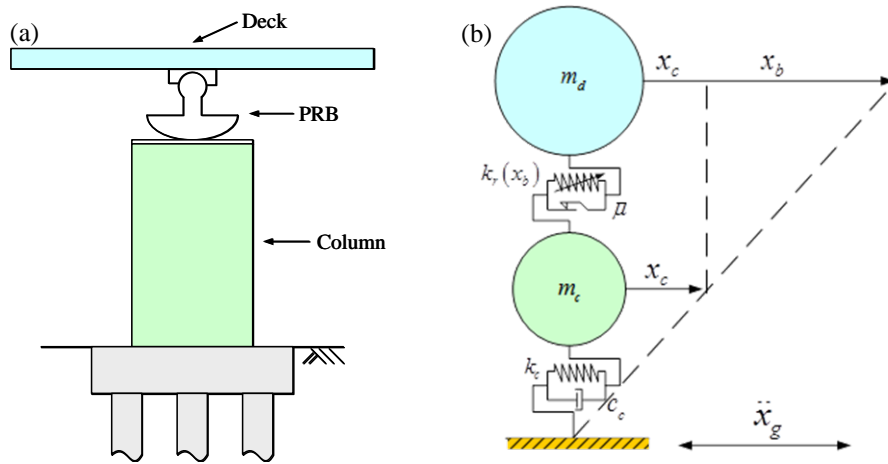 (a)
Deck
PRB
Column
(b)
m_d
x_c
x_b
k_r(x_b)
μ
m_c
x_c
k_c
c_c
ẍ_g